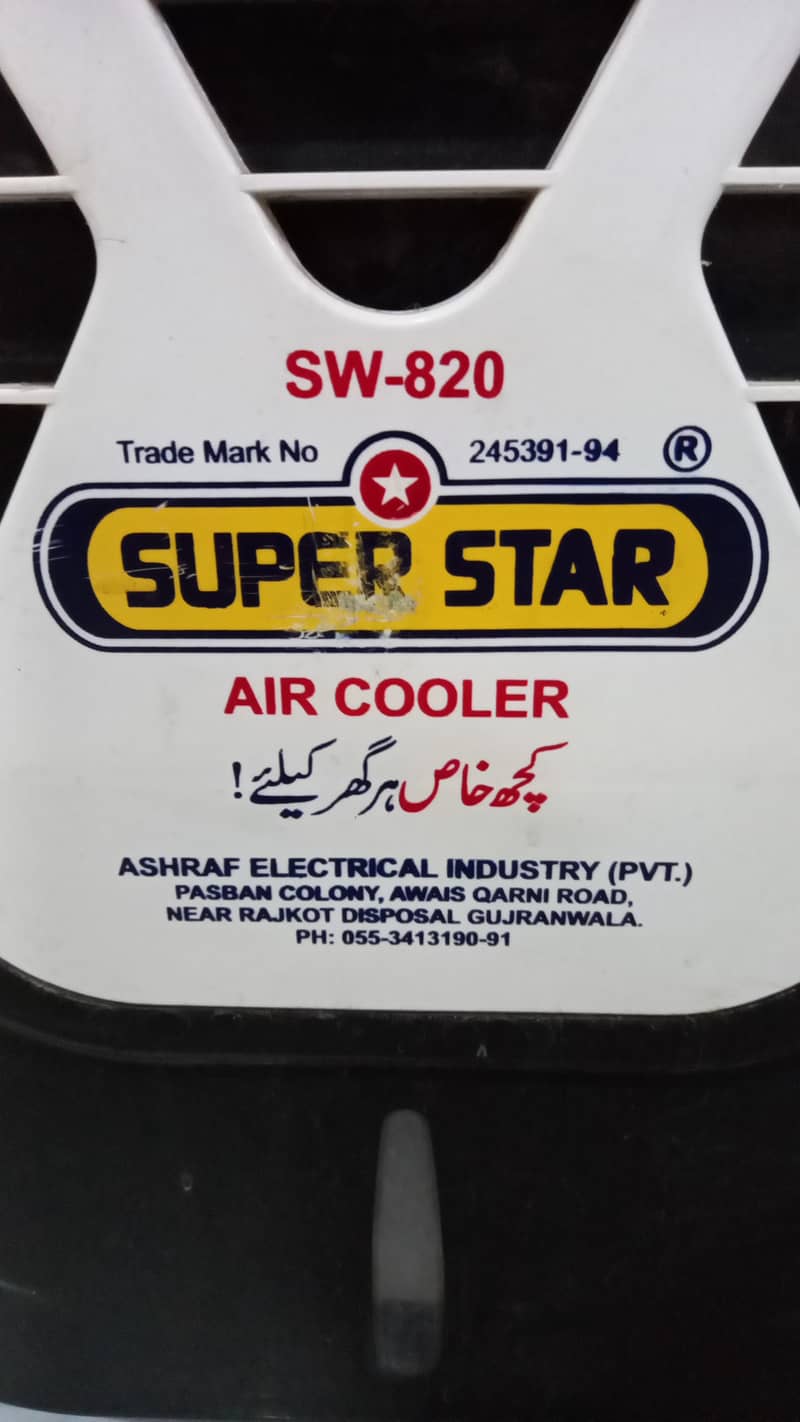 SW-820
Trade Mark No 245391-94 ®
SUPER STAR
AIR COOLER
کچھ خاص ہر گھر کیلئے!
ASHRAF ELECTRICAL INDUSTRY (PVT.)
PASBAN COLONY, AWAIS QARNI ROAD,
NEAR RAJKOT DISPOSAL GUJRANWALA.
PH: 055-3413190-91